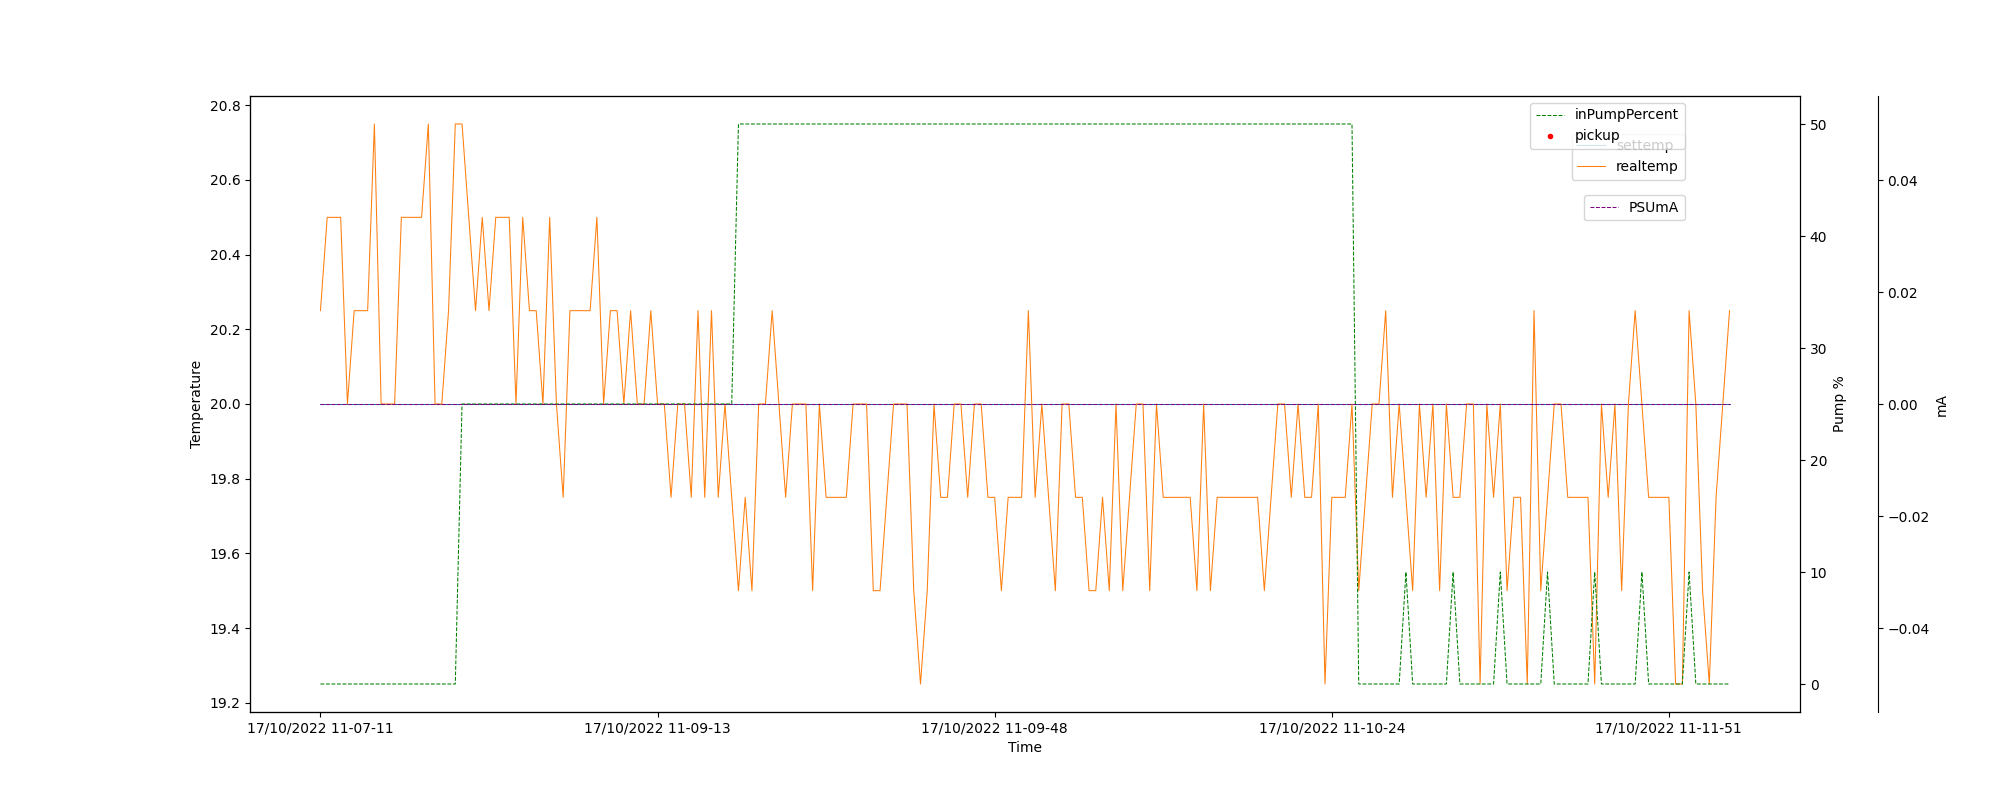 20.8
20.6
20.4
20.2
20.0
19.8
19.6
19.4
19.2
Temperature
17/10/2022 11-07-11
17/10/2022 11-09-13
17/10/2022 11-09-48
17/10/2022 11-10-24
17/10/2022 11-11-51
Time
inPumpPercent
pickup
settemp
realtemp
PSUmA
50
40
30
20
10
0
Pump %
0.04
0.02
0.00
−0.02
−0.04
mA